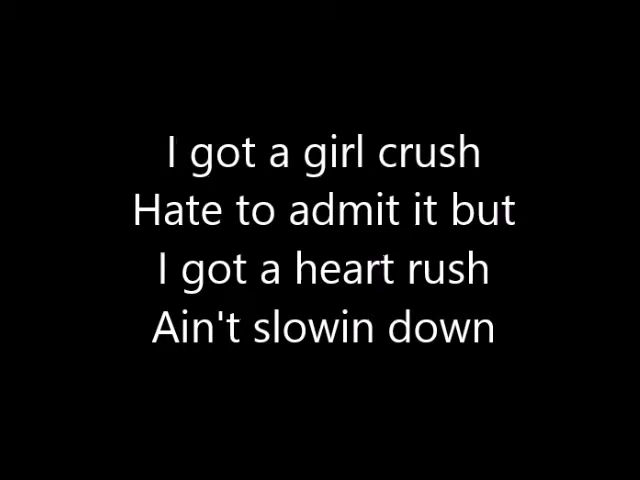 I got a girl crush
Hate to admit it but
I got a heart rush
Ain't slowin down